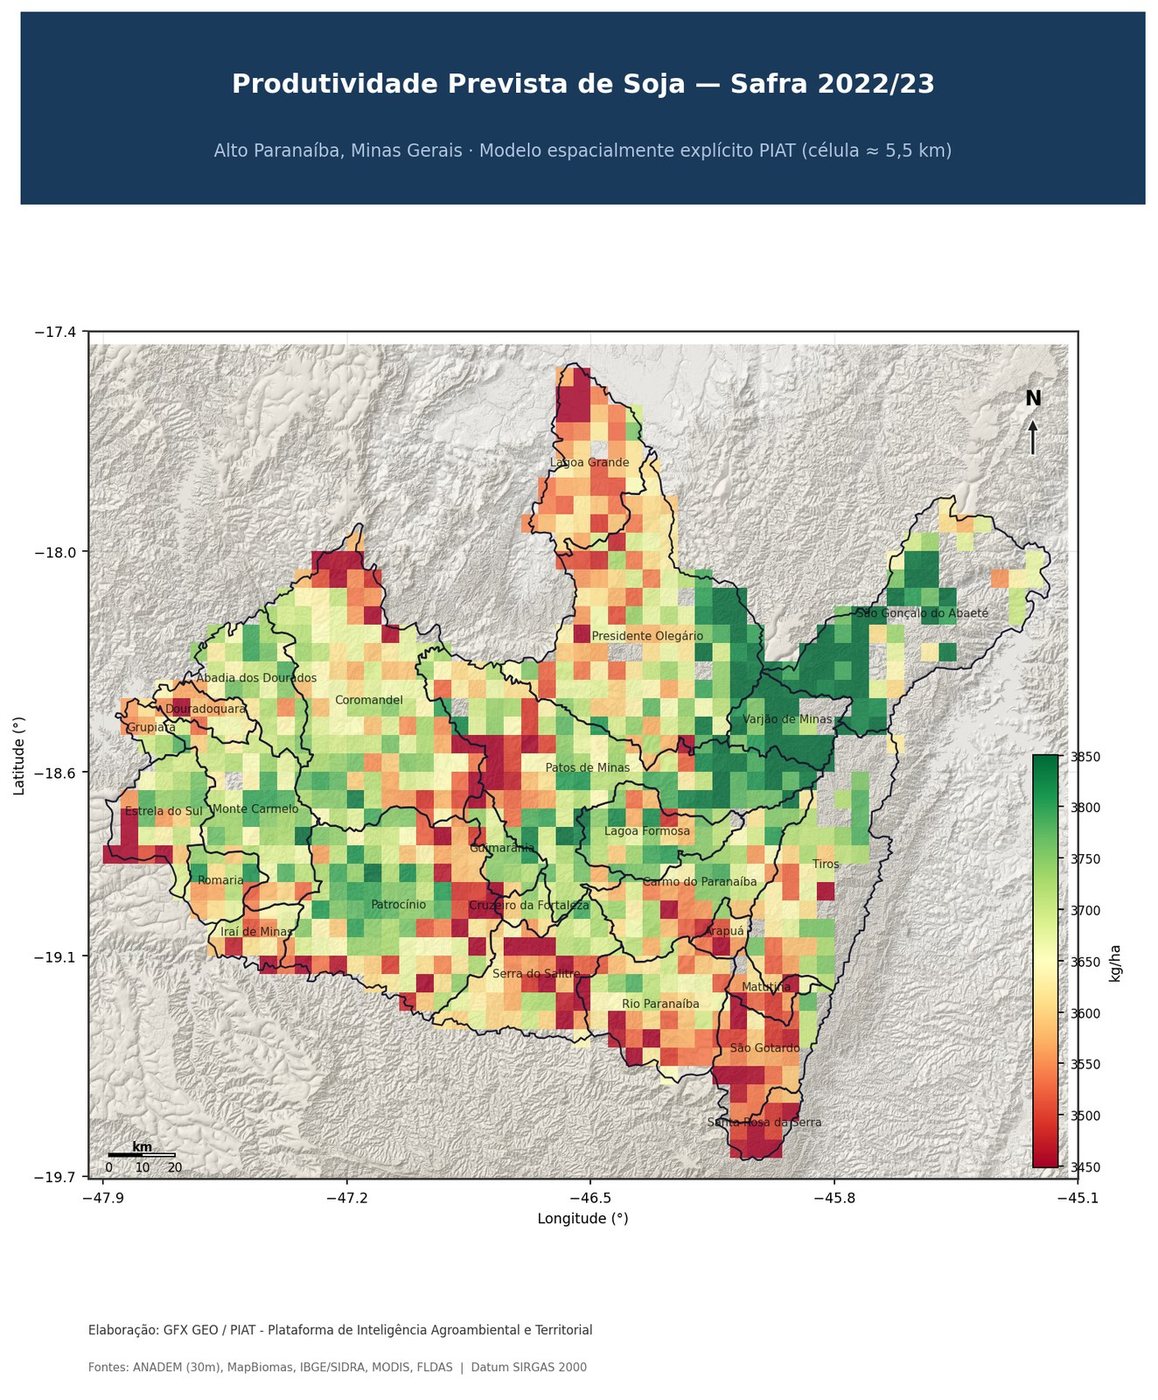 Produtividade Prevista de Soja — Safra 2022/23
Alto Paranaíba, Minas Gerais · Modelo espacialmente explícito PIAT (célula ≈ 5,5 km)
−17.4
N
Lagoa Grande
−18.0
São Gonçalo do Abaeté
Presidente Olegário
Abadia dos Dourados
Coromandel
Douradoquara
Varjão de Minas
Grupiara
Latitude (°)
−18.6
Patos de Minas
3850
3800
3750
3700
3650
3600
3550
3500
3450
kg/ha
Estrela do Sul
Monte Carmelo
Lagoa Formosa
Guimarânia
Tiros
Romaria
Carmo do Paranaíba
Patrocínio
Cruzeiro da Fortaleza
Iraí de Minas
Arapuá
−19.1
Serra do Salitre
Matutina
Rio Paranaíba
São Gotardo
Santa Rosa da Serra
km
0 10 20
−19.7
−47.9 −47.2 −46.5 −45.8 −45.1
Longitude (°)
Elaboração: GFX GEO / PIAT - Plataforma de Inteligência Agroambiental e Territorial
Fontes: ANADEM (30m), MapBiomas, IBGE/SIDRA, MODIS, FLDAS | Datum SIRGAS 2000